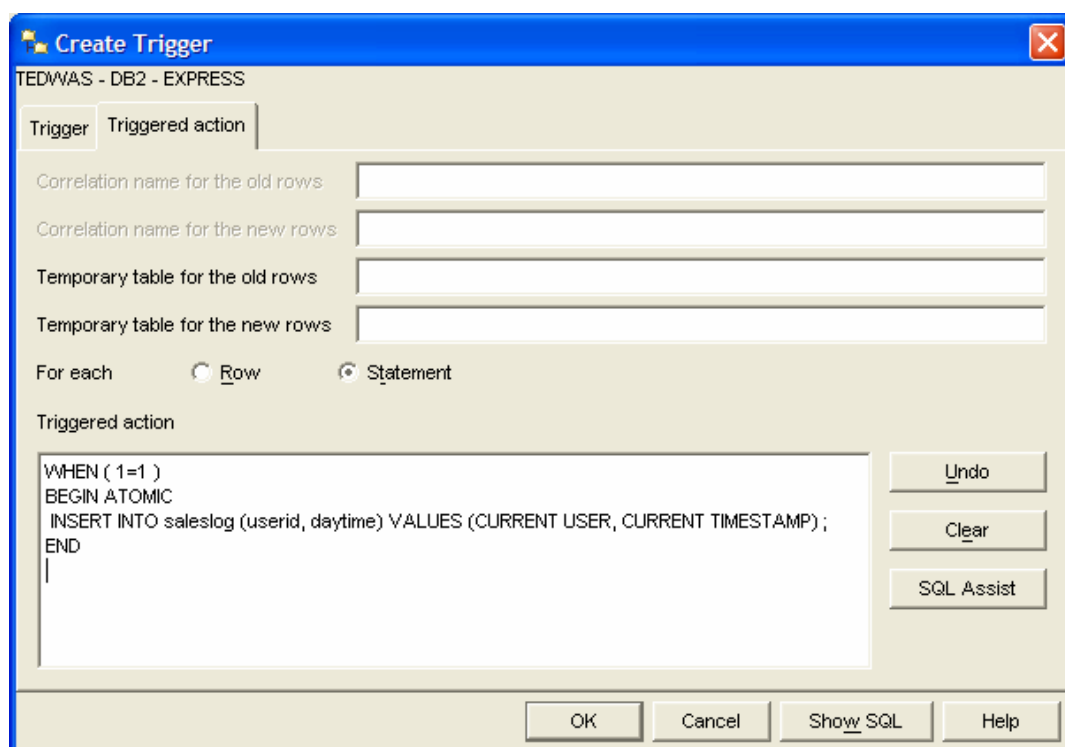 Create Trigger
TEDWAS - DB2 - EXPRESS
Trigger Triggered action
Correlation name for the old rows
Correlation name for the new rows
Temporary table for the old rows
Temporary table for the new rows
For each Row Statement
Triggered action
WHEN ( 1=1 )
BEGIN ATOMIC
INSERT INTO saleslog (userid, daytime) VALUES (CURRENT USER, CURRENT TIMESTAMP) ;
END
Undo
Clear
SQL Assist
OK Cancel Show SQL Help